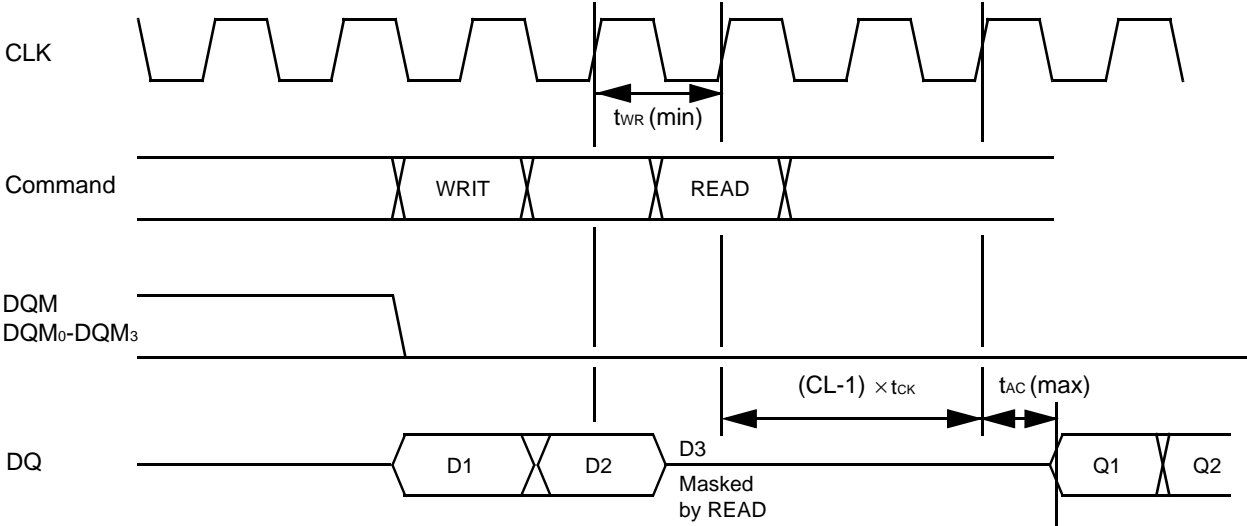 CLK
tWR (min)
Command
WRIT
READ
DQM
DQM0-DQM3
(CL-1) × tCK
tAC (max)
DQ
D1
D2
D3
Masked
by READ
Q1
Q2